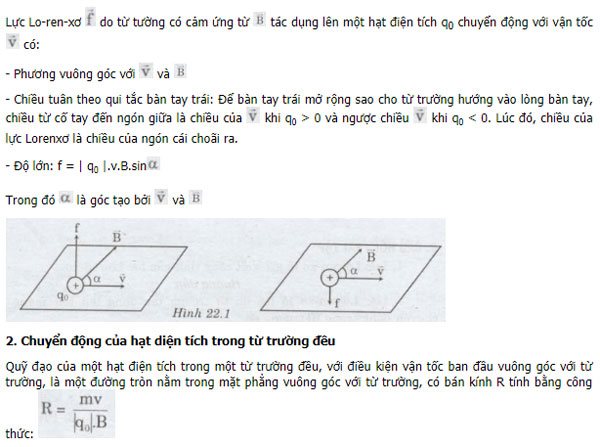 Lực Lo-ren-xơ f⃗ do từ tường có cảm ứng từ B⃗ tác dụng lên một hạt điện tích q₀ chuyển động với vận tốc
v⃗ có:
- Phương vuông góc với v⃗ và B⃗
- Chiều tuân theo qui tắc bàn tay trái: Để bàn tay trái mở rộng sao cho từ trường hướng vào lòng bàn tay,
chiều từ cổ tay đến ngón giữa là chiều của v⃗ khi q₀ > 0 và ngược chiều v⃗ khi q₀ < 0. Lúc đó, chiều của
lực Lorenxơ là chiều của ngón cái choãi ra.
- Độ lớn: f = | q₀ |.v.B.sinα
Trong đó α là góc tạo bởi v⃗ và B⃗
f B⃗ α v⃗ + q₀
B⃗ α v⃗ + f
Hình 22.1
2. Chuyển động của hạt diện tích trong từ trường đều
Quỹ đạo của một hạt điện tích trong một từ trường đều, với điều kiện vận tốc ban đầu vuông góc với từ
trường, là một đường tròn nằm trong mặt phẳng vuông góc với từ trường, có bán kính R tính bằng công
thức: R = mv / |q₀|.B